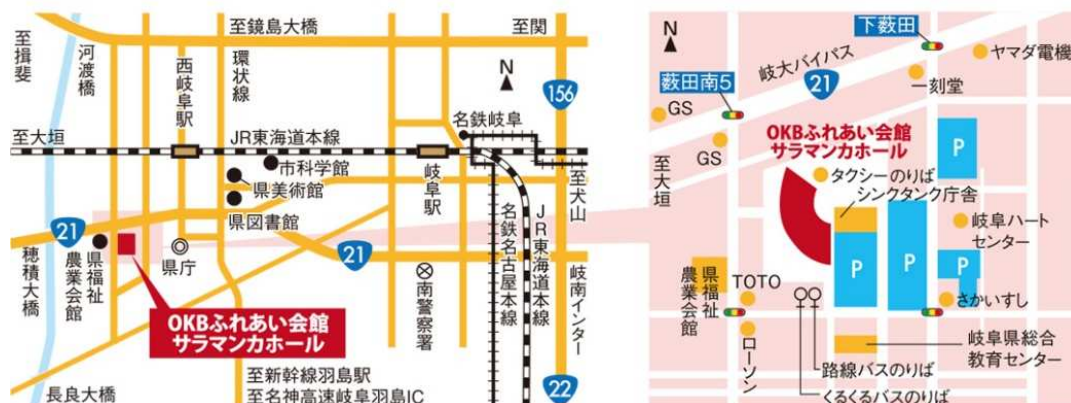 至鏡島大橋
至関
至揖斐
河渡橋
西岐阜駅
環状線
N
156
名鉄岐阜
至大垣
JR東海道本線
市科学館
県美術館
県図書館
岐阜駅
至犬山
名鉄名古屋本線
JR東海道本線
21
21
穂積大橋
県福祉
農業会館
県庁
南警察署
岐南インター
OKBふれあい会館
サラマンカホール
長良大橋
至新幹線羽島駅
至名神高速岐阜羽島IC
22
N
下薮田
岐大バイパス
21
ヤマダ電機
一刻堂
薮田南5
GS
GS
至大垣
OKBふれあい会館
サラマンカホール
P
タクシーのりば
シンクタンク庁舎
岐阜ハート
センター
P
P
P
県福祉
農業会館
TOTO
さかいすし
ローソン
岐阜県総合
教育センター
路線バスのりば
くるくるバスのりば